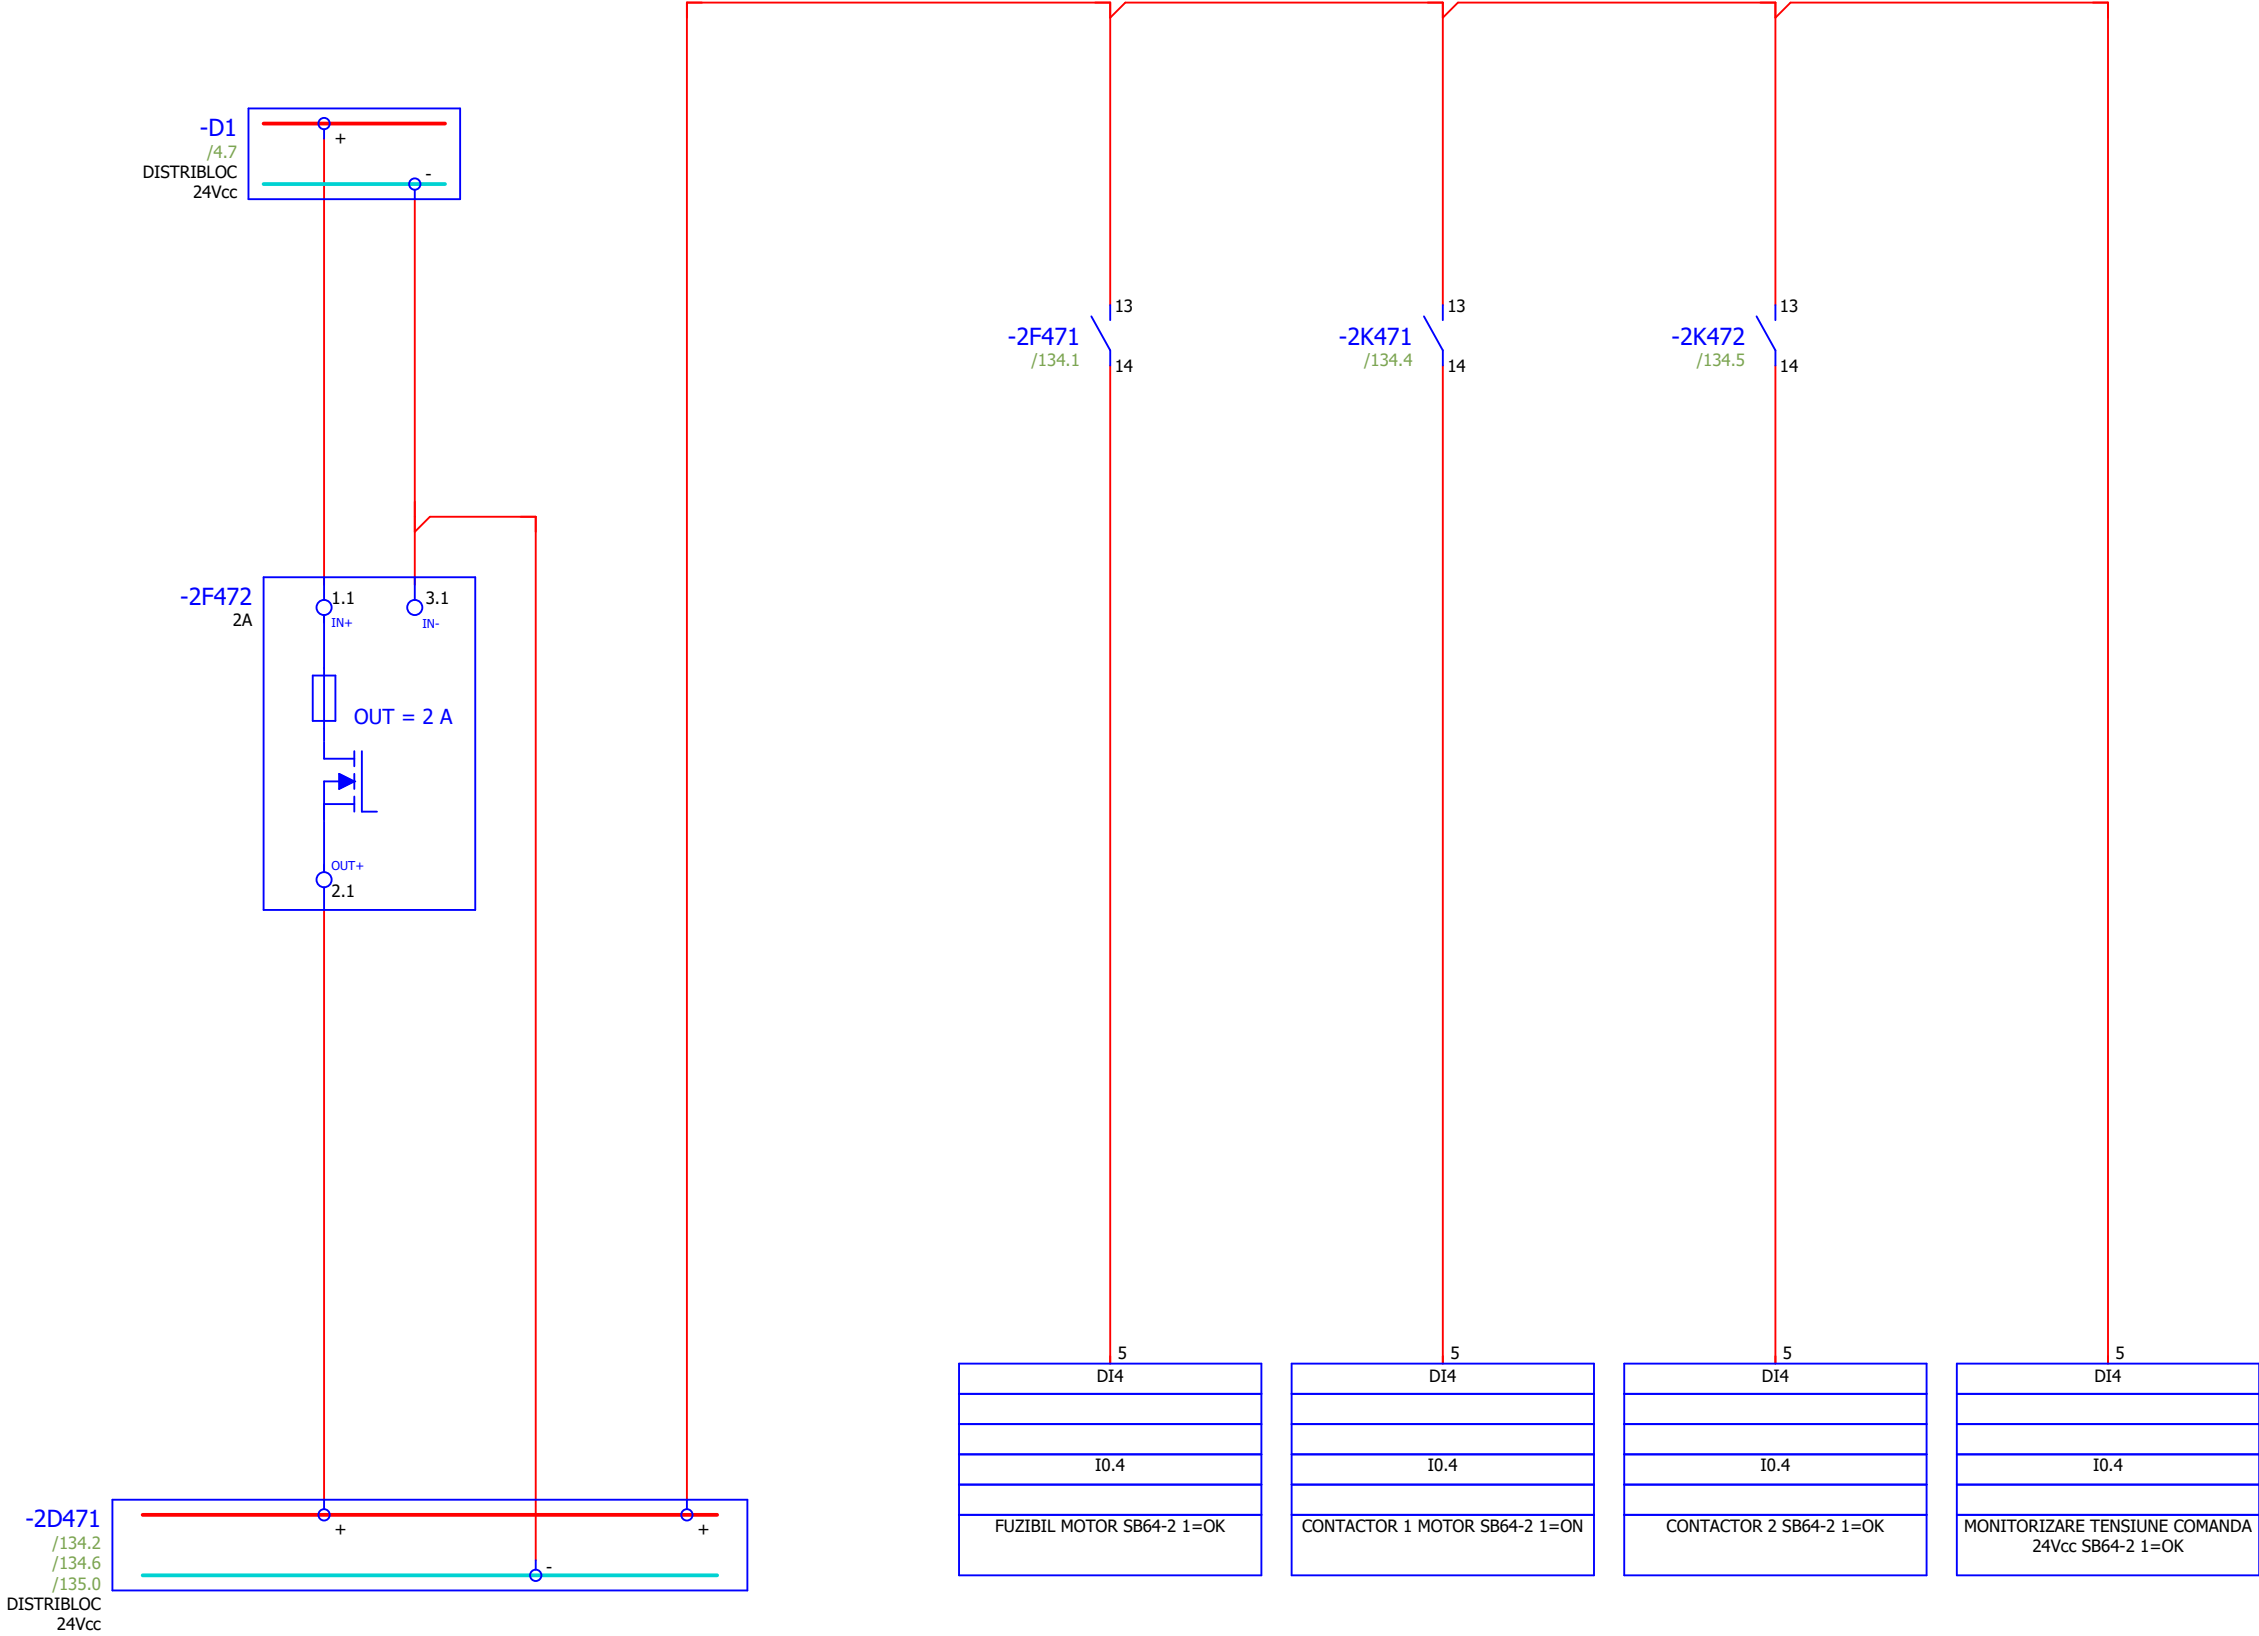 -D1
/4.7
DISTRIBLOC
24Vcc
+
-
-2F471
/134.1
13
14
-2K471
/134.4
13
14
-2K472
/134.5
13
14
-2F472
2A
1.1
IN+
3.1
IN-
OUT = 2 A
OUT+
2.1
-2D471
/134.2
/134.6
/135.0
DISTRIBLOC
24Vcc
+
-
+
5
DI4
I0.4
FUZIBIL MOTOR SB64-2 1=OK
5
DI4
I0.4
CONTACTOR 1 MOTOR SB64-2 1=ON
5
DI4
I0.4
CONTACTOR 2 SB64-2 1=OK
5
DI4
I0.4
MONITORIZARE TENSIUNE COMANDA
24Vcc SB64-2 1=OK